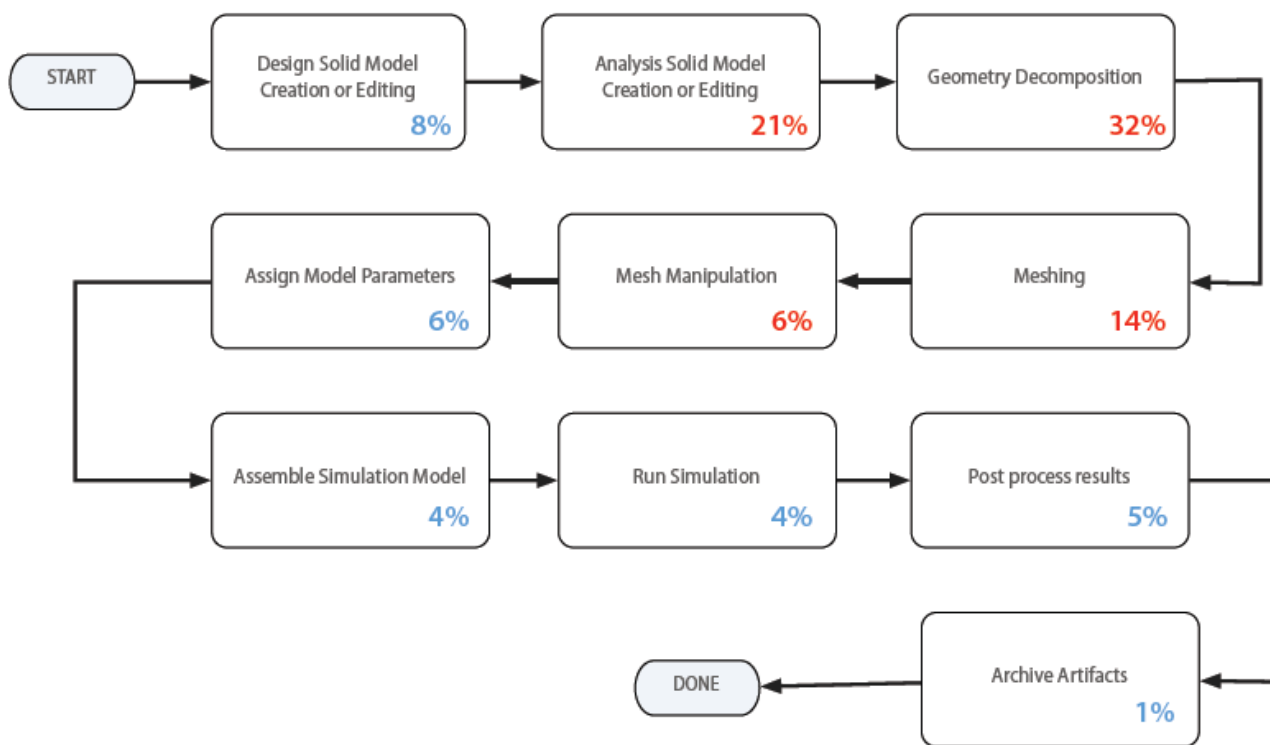 START
Design Solid Model
Creation or Editing
8%
Analysis Solid Model
Creation or Editing
21%
Geometry Decomposition
32%
Meshing
14%
Mesh Manipulation
6%
Assign Model Parameters
6%
Assemble Simulation Model
4%
Run Simulation
4%
Post process results
5%
Archive Artifacts
1%
DONE